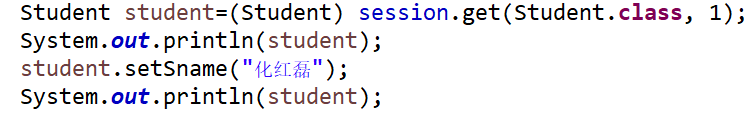 Student student=(Student) session.get(Student.class, 1);
System.out.println(student);
student.setSname("化红磊");
System.out.println(student);